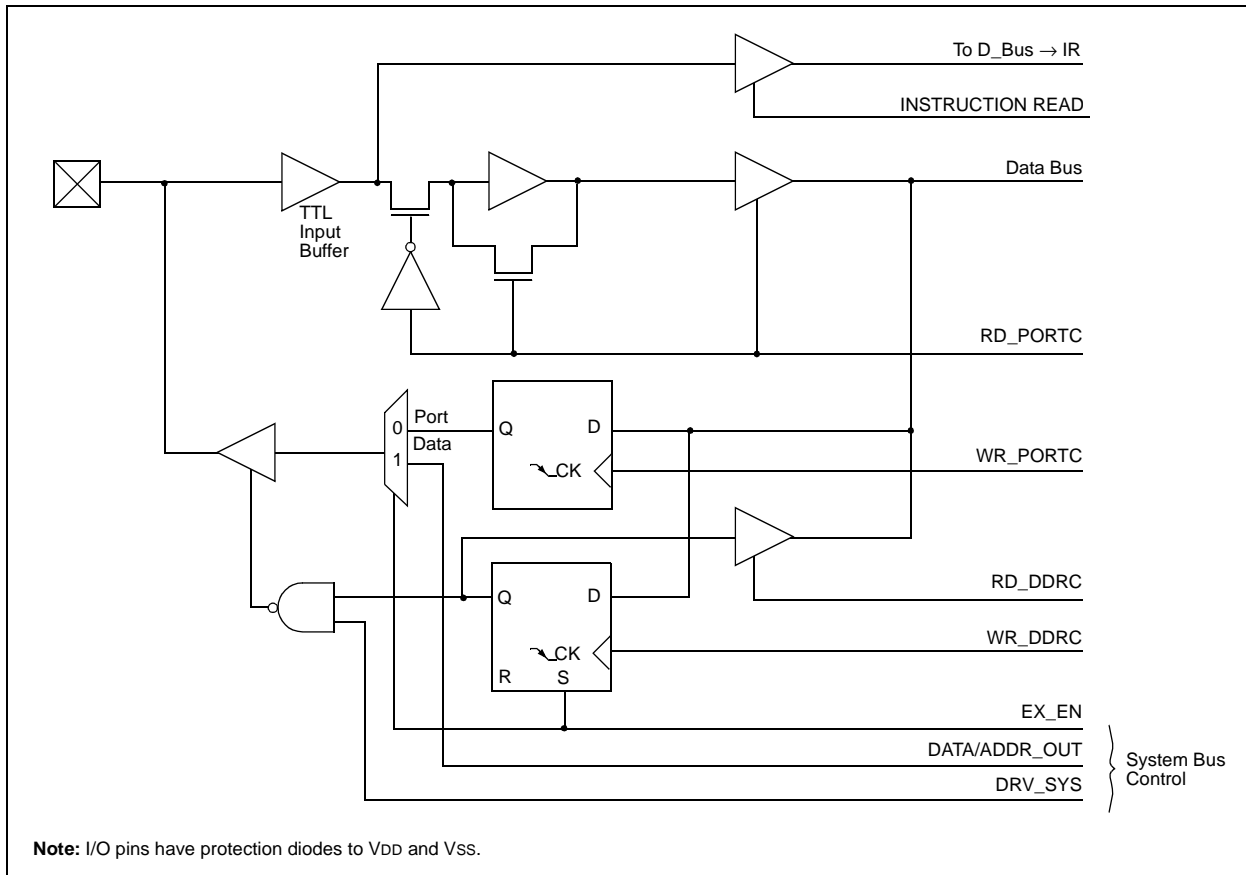 To D_Bus → IR
INSTRUCTION READ
Data Bus
TTL
Input
Buffer
RD_PORTC
0
Port
Data
1
Q
D
CK
WR_PORTC
RD_DDRC
Q
D
CK
R
S
WR_DDRC
EX_EN
DATA/ADDR_OUT
DRV_SYS
System Bus
Control
Note: I/O pins have protection diodes to VDD and VSS.